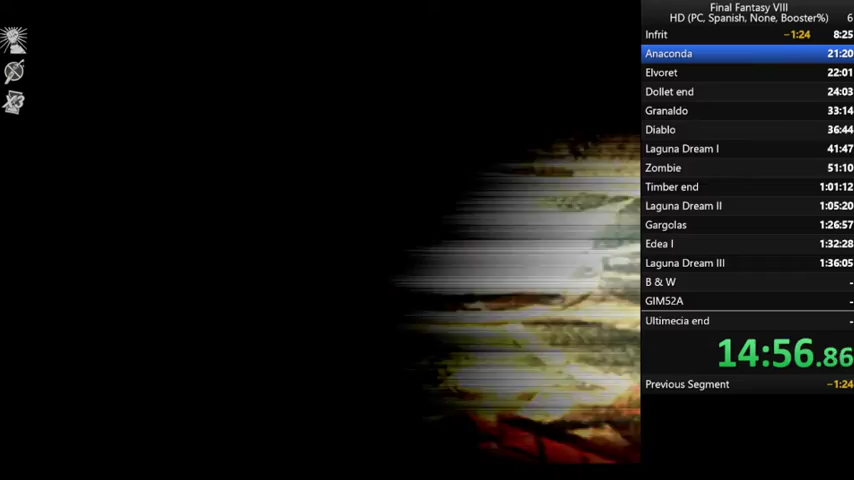 Final Fantasy VIII
HD (PC, Spanish, None, Booster%) 6
Infrit −1:24 8:25
Anaconda 21:20
Elvoret 22:01
Dollet end 24:03
Granaldo 33:14
Diablo 36:44
Laguna Dream I 41:47
Zombie 51:10
Timber end 1:01:12
Laguna Dream II 1:05:20
Gargolas 1:26:57
Edea I 1:32:28
Laguna Dream III 1:36:05
B & W -
GIM52A -
Ultimecia end -
14:56.86
Previous Segment −1:24
X3